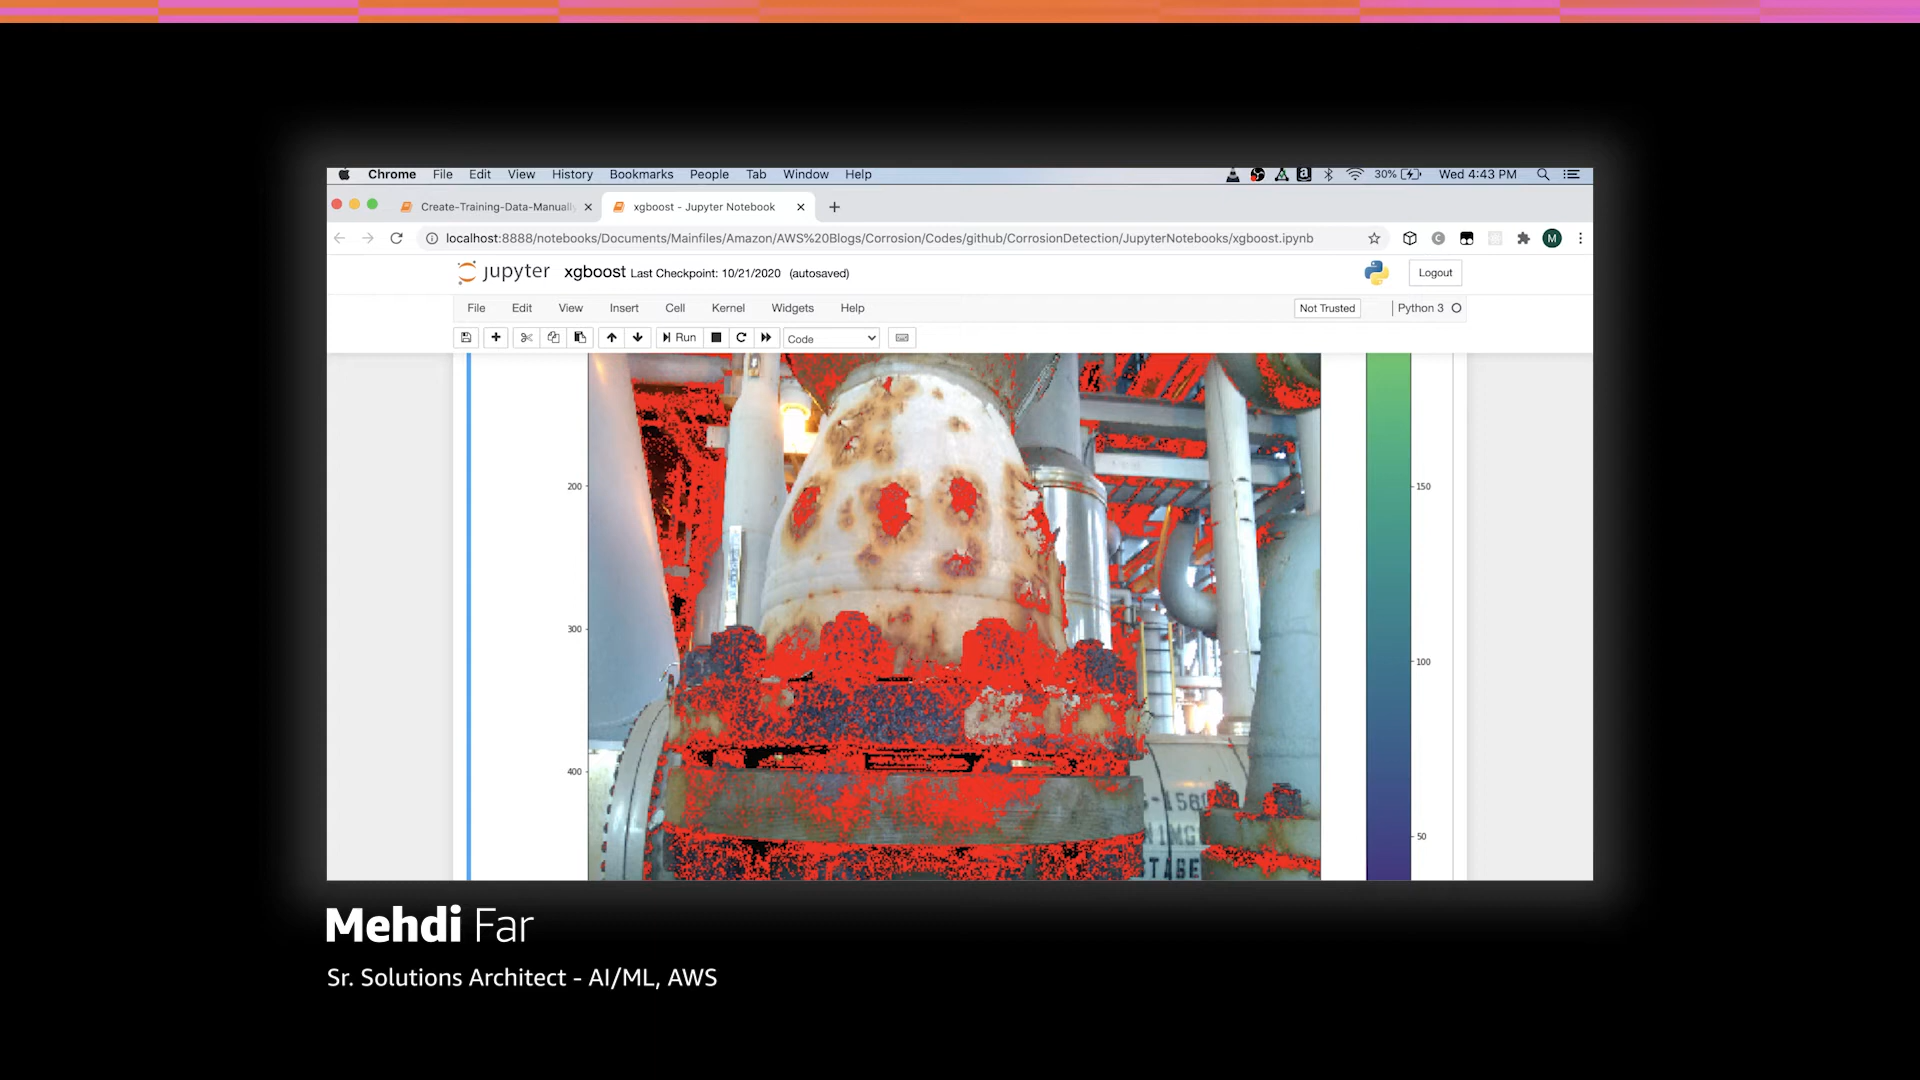 Chrome File Edit View History Bookmarks People Tab Window Help 30% Wed 4:43 PM
Create-Training-Data-Manually xgboost - Jupyter Notebook
localhost:8888/notebooks/Documents/Mainfiles/Amazon/AWS%20Blogs/Corrosion/Codes/github/CorrosionDetection/JupyterNotebooks/xgboost.ipynb M
jupyter xgboost Last Checkpoint: 10/21/2020 (autosaved) Logout
File Edit View Insert Cell Kernel Widgets Help Not Trusted Python 3
Run Code
200 150
300
100
400
50
STAGE
Mehdi Far
Sr. Solutions Architect - AI/ML, AWS